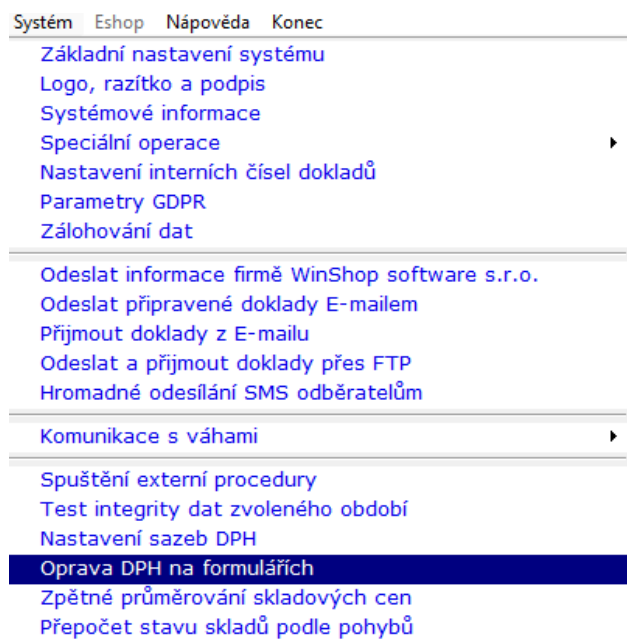 Systém Eshop Nápověda Konec
Základní nastavení systému
Logo, razítko a podpis
Systémové informace
Speciální operace
Nastavení interních čísel dokladů
Parametry GDPR
Zálohování dat
Odeslat informace firmě WinShop software s.r.o.
Odeslat připravené doklady E-mailem
Přijmout doklady z E-mailu
Odeslat a přijmout doklady přes FTP
Hromadné odesílání SMS odběratelům
Komunikace s váhami
Spuštění externí procedury
Test integrity dat zvoleného období
Nastavení sazeb DPH
Oprava DPH na formulářích
Zpětné průměrování skladových cen
Přepočet stavu skladů podle pohybů